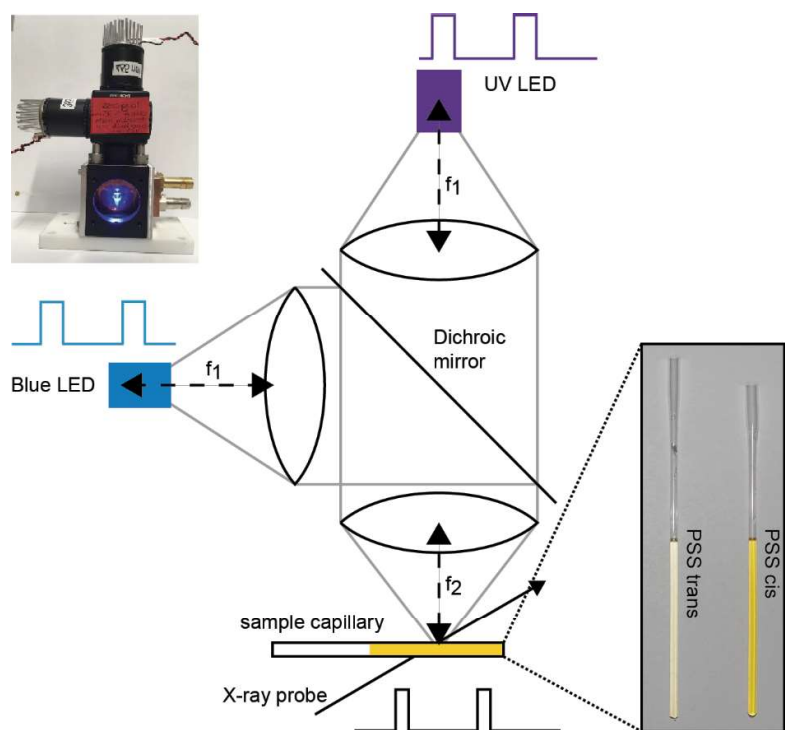 UV LED
f1
Dichroic
mirror
Blue LED
f1
f2
sample capillary
X-ray probe
PSS trans
PSS cis